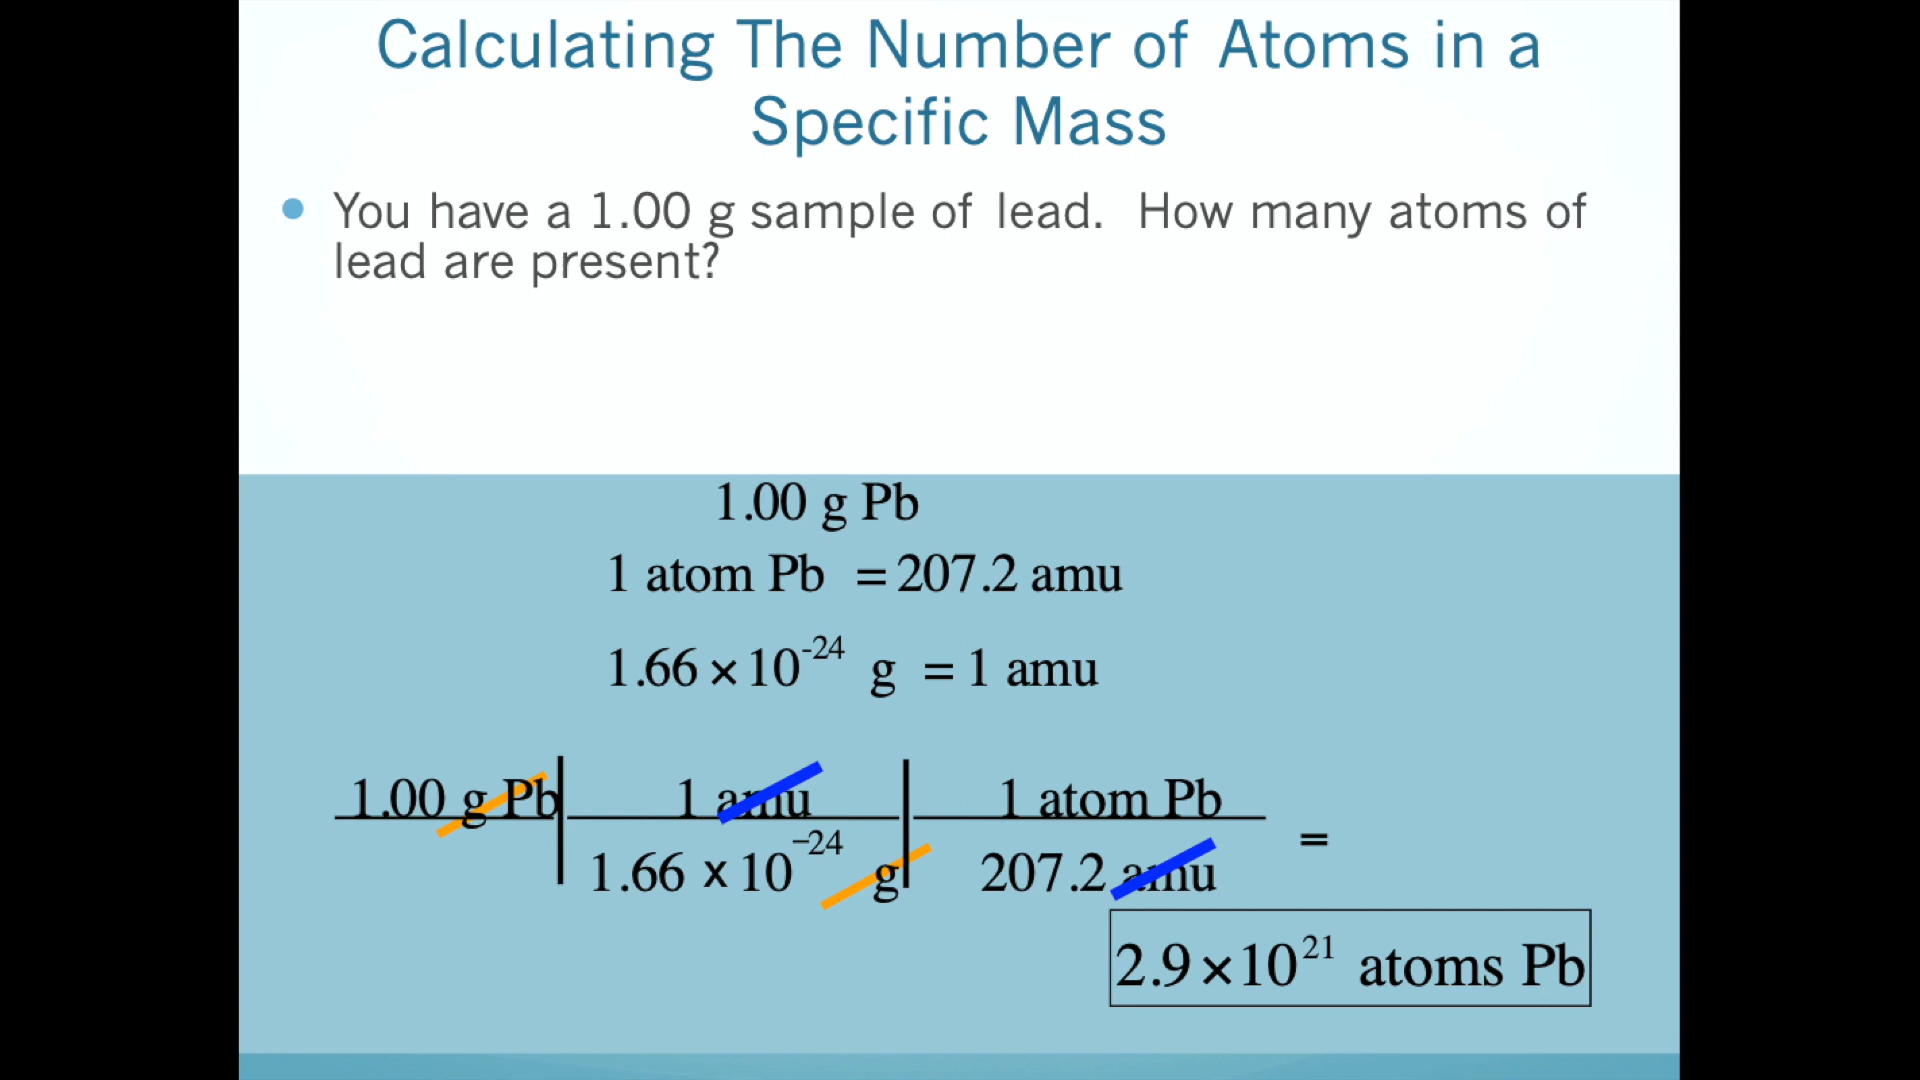 Calculating The Number of Atoms in a
Specific Mass
• You have a 1.00 g sample of lead. How many atoms of
lead are present?
1.00 g Pb
1 atom Pb = 207.2 amu
1.66 × 10⁻²⁴ g = 1 amu
1.00 g Pb 1 amu 1 atom Pb
1.66 x 10⁻²⁴ g 207.2 amu =
2.9 × 10²¹ atoms Pb